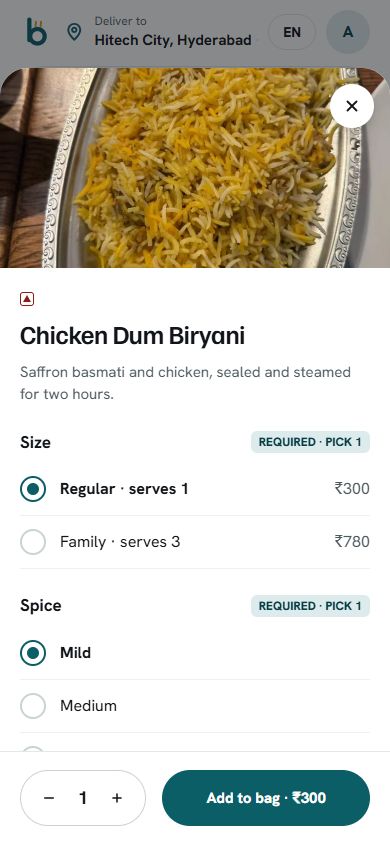 b
Deliver to
Hitech City, Hyderabad
EN
A
Chicken Dum Biryani
Saffron basmati and chicken, sealed and steamed
for two hours.
Size
REQUIRED · PICK 1
Regular · serves 1
₹300
Family · serves 3
₹780
Spice
REQUIRED · PICK 1
Mild
Medium
− 1 +
Add to bag · ₹300